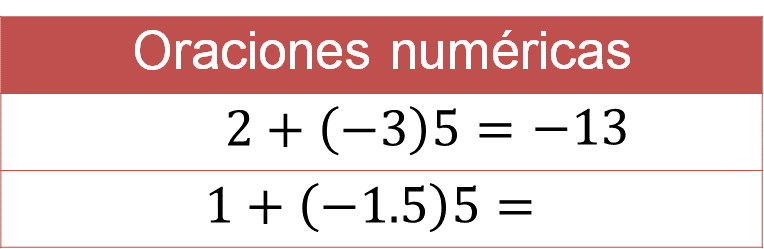 Oraciones numéricas
2 + (−3)5 = −13
1 + (−1.5)5 =